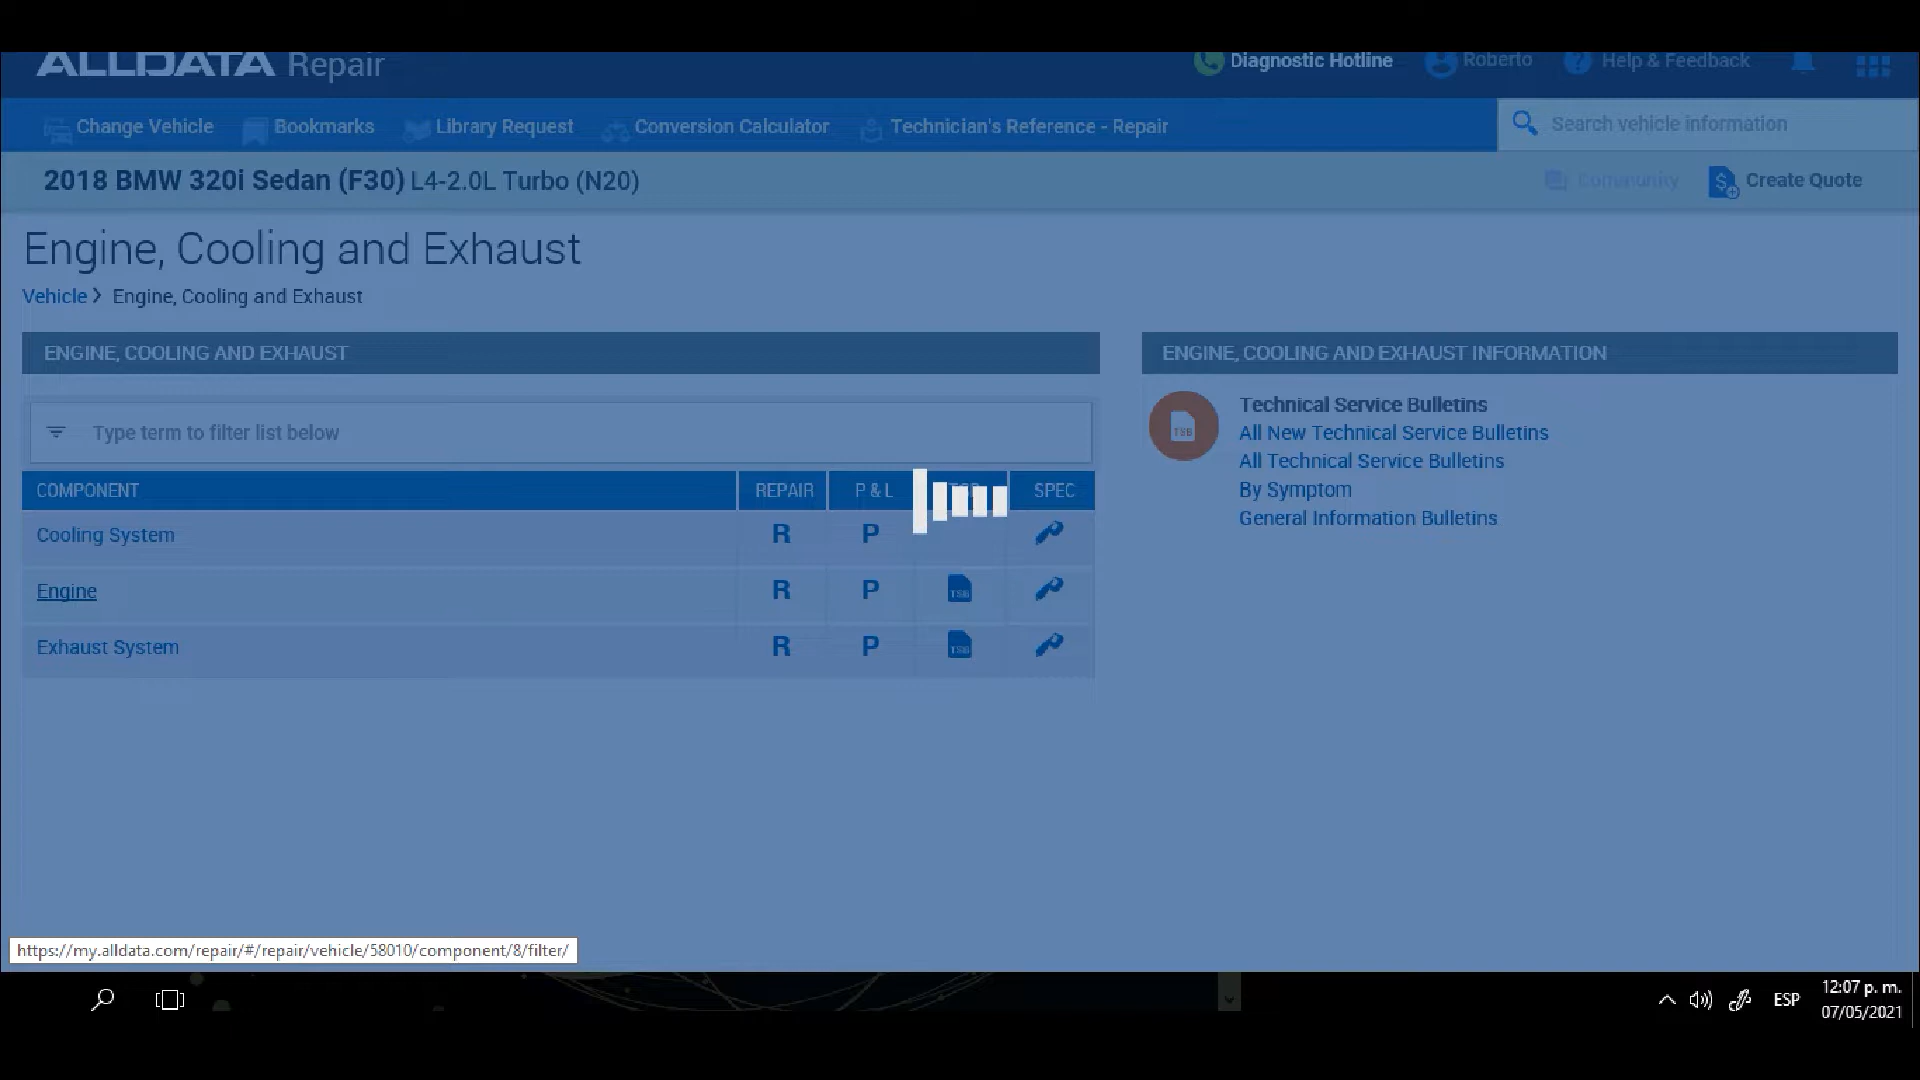 ALLDATA Repair
Diagnostic Hotline
Roberto
Help & Feedback
Change Vehicle
Bookmarks
Library Request
Conversion Calculator
Technician's Reference - Repair
Search vehicle information
2018 BMW 320i Sedan (F30) L4-2.0L Turbo (N20)
Community
Create Quote
Engine, Cooling and Exhaust
Vehicle > Engine, Cooling and Exhaust
ENGINE, COOLING AND EXHAUST
ENGINE, COOLING AND EXHAUST INFORMATION
Type term to filter list below
TSB
Technical Service Bulletins
All New Technical Service Bulletins
All Technical Service Bulletins
By Symptom
General Information Bulletins
COMPONENT REPAIR P & L SPEC
Cooling System R P
Engine R P TSB
Exhaust System R P TSB
https://my.alldata.com/repair/#/repair/vehicle/58010/component/8/filter/
ESP
12:07 p. m.
07/05/2021